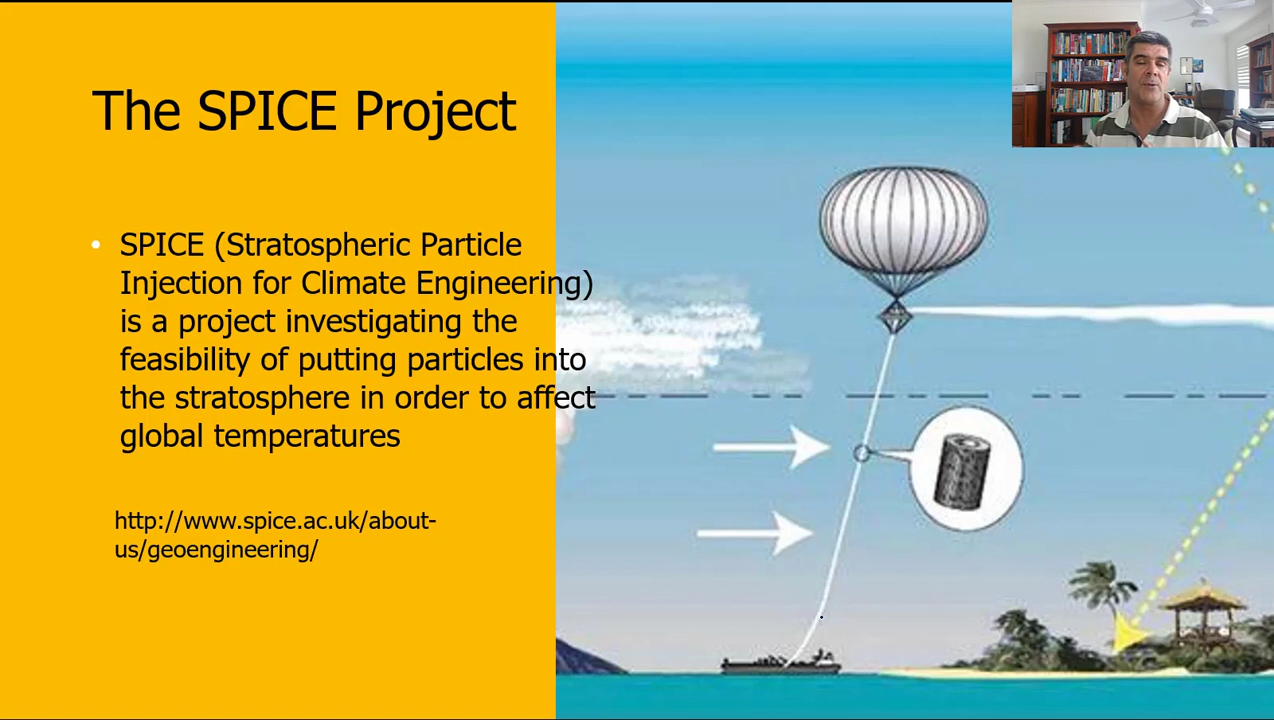 The SPICE Project
• SPICE (Stratospheric Particle
Injection for Climate Engineering)
is a project investigating the
feasibility of putting particles into
the stratosphere in order to affect
global temperatures
http://www.spice.ac.uk/about-
us/geoengineering/